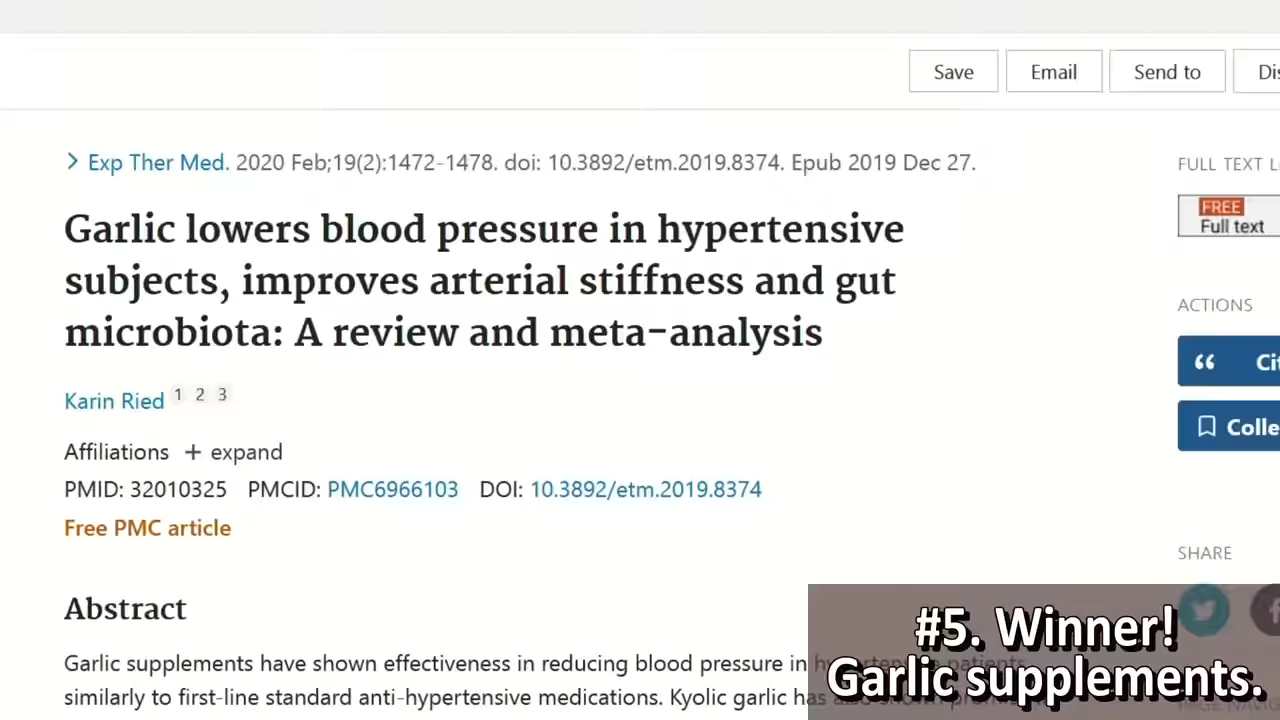 Save
Email
Send to
> Exp Ther Med. 2020 Feb;19(2):1472-1478. doi: 10.3892/etm.2019.8374. Epub 2019 Dec 27.
FULL TEXT
FREE
Full text
Garlic lowers blood pressure in hypertensive
subjects, improves arterial stiffness and gut
microbiota: A review and meta-analysis
ACTIONS
Karin Ried 1 2 3
Affiliations + expand
PMID: 32010325 PMCID: PMC6966103 DOI: 10.3892/etm.2019.8374
Free PMC article
SHARE
Abstract
Garlic supplements have shown effectiveness in reducing blood pressure in hypertensive patients
similarly to first-line standard anti-hypertensive medications. Kyolic garlic has also shown
#5. Winner!
Garlic supplements.